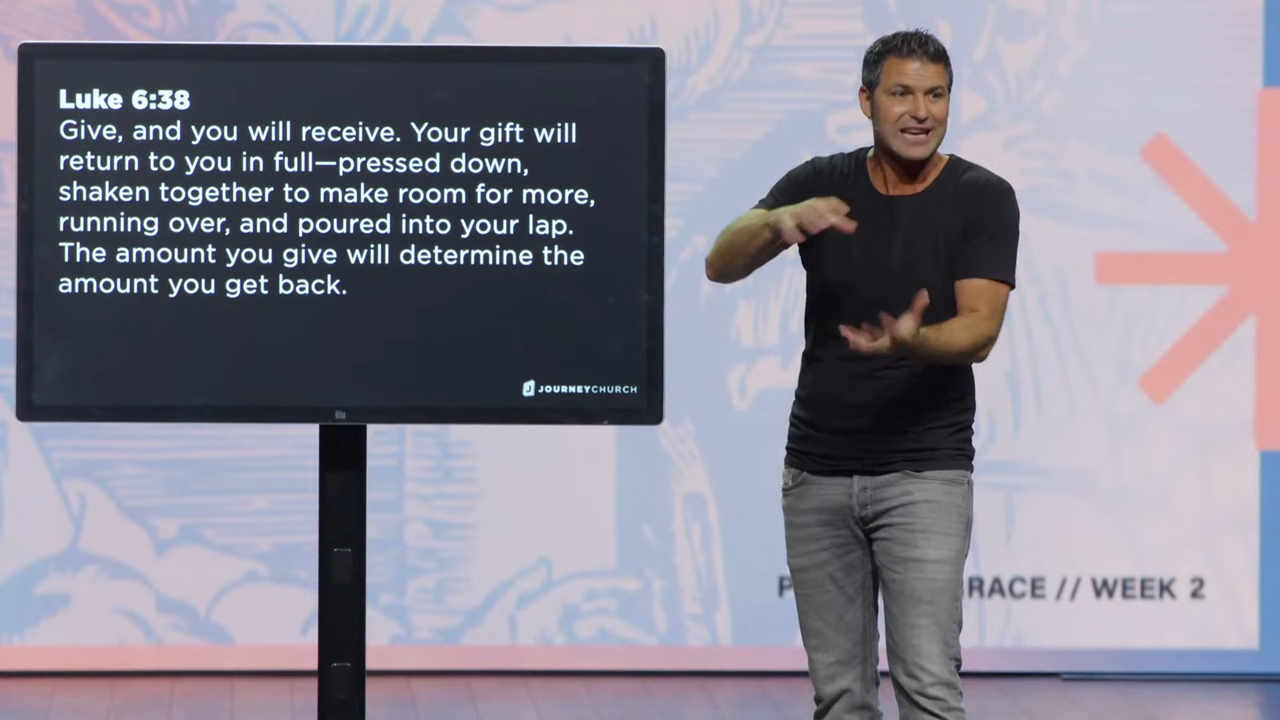 Luke 6:38
Give, and you will receive. Your gift will
return to you in full—pressed down,
shaken together to make room for more,
running over, and poured into your lap.
The amount you give will determine the
amount you get back.
JOURNEYCHURCH
elo
RACE // WEEK 2